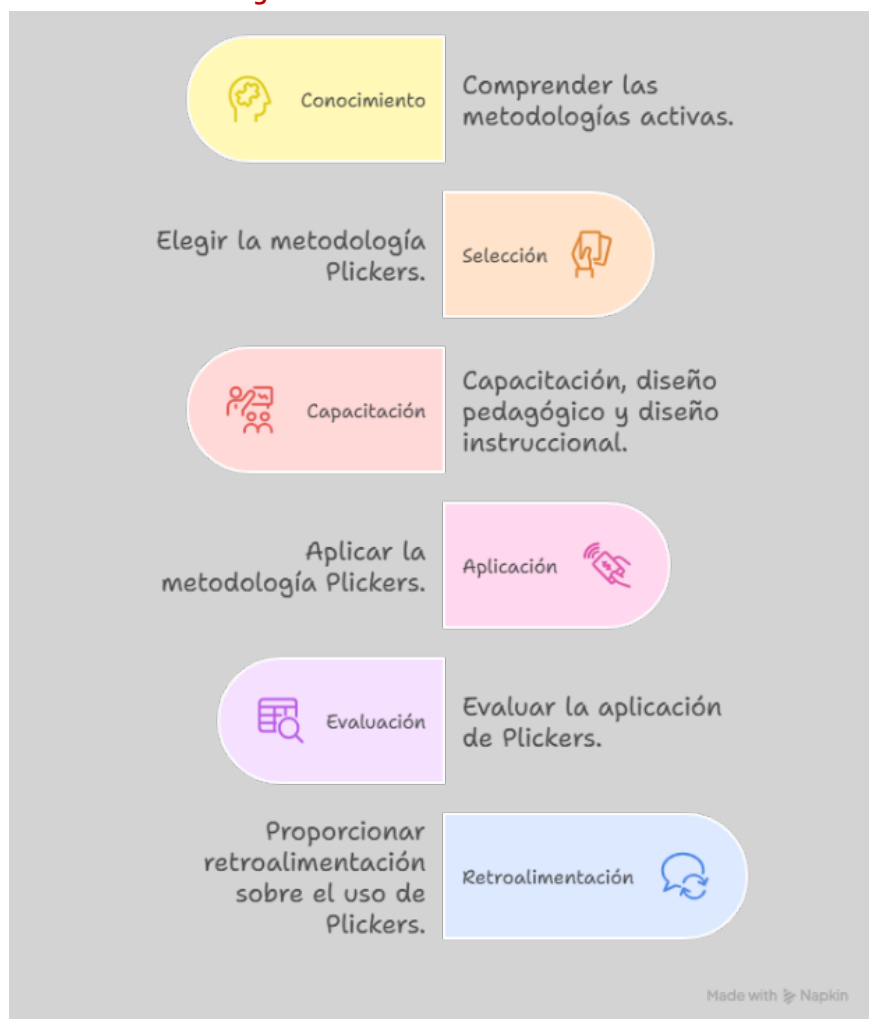 Conocimiento
Comprender las
metodologías activas.
Elegir la metodología
Plickers.
Selección
Capacitación
Capacitación, diseño
pedagógico y diseño
instruccional.
Aplicar la
metodología Plickers.
Aplicación
Evaluación
Evaluar la aplicación
de Plickers.
Proporcionar
retroalimentación
sobre el uso de
Plickers.
Retroalimentación
Made with Napkin